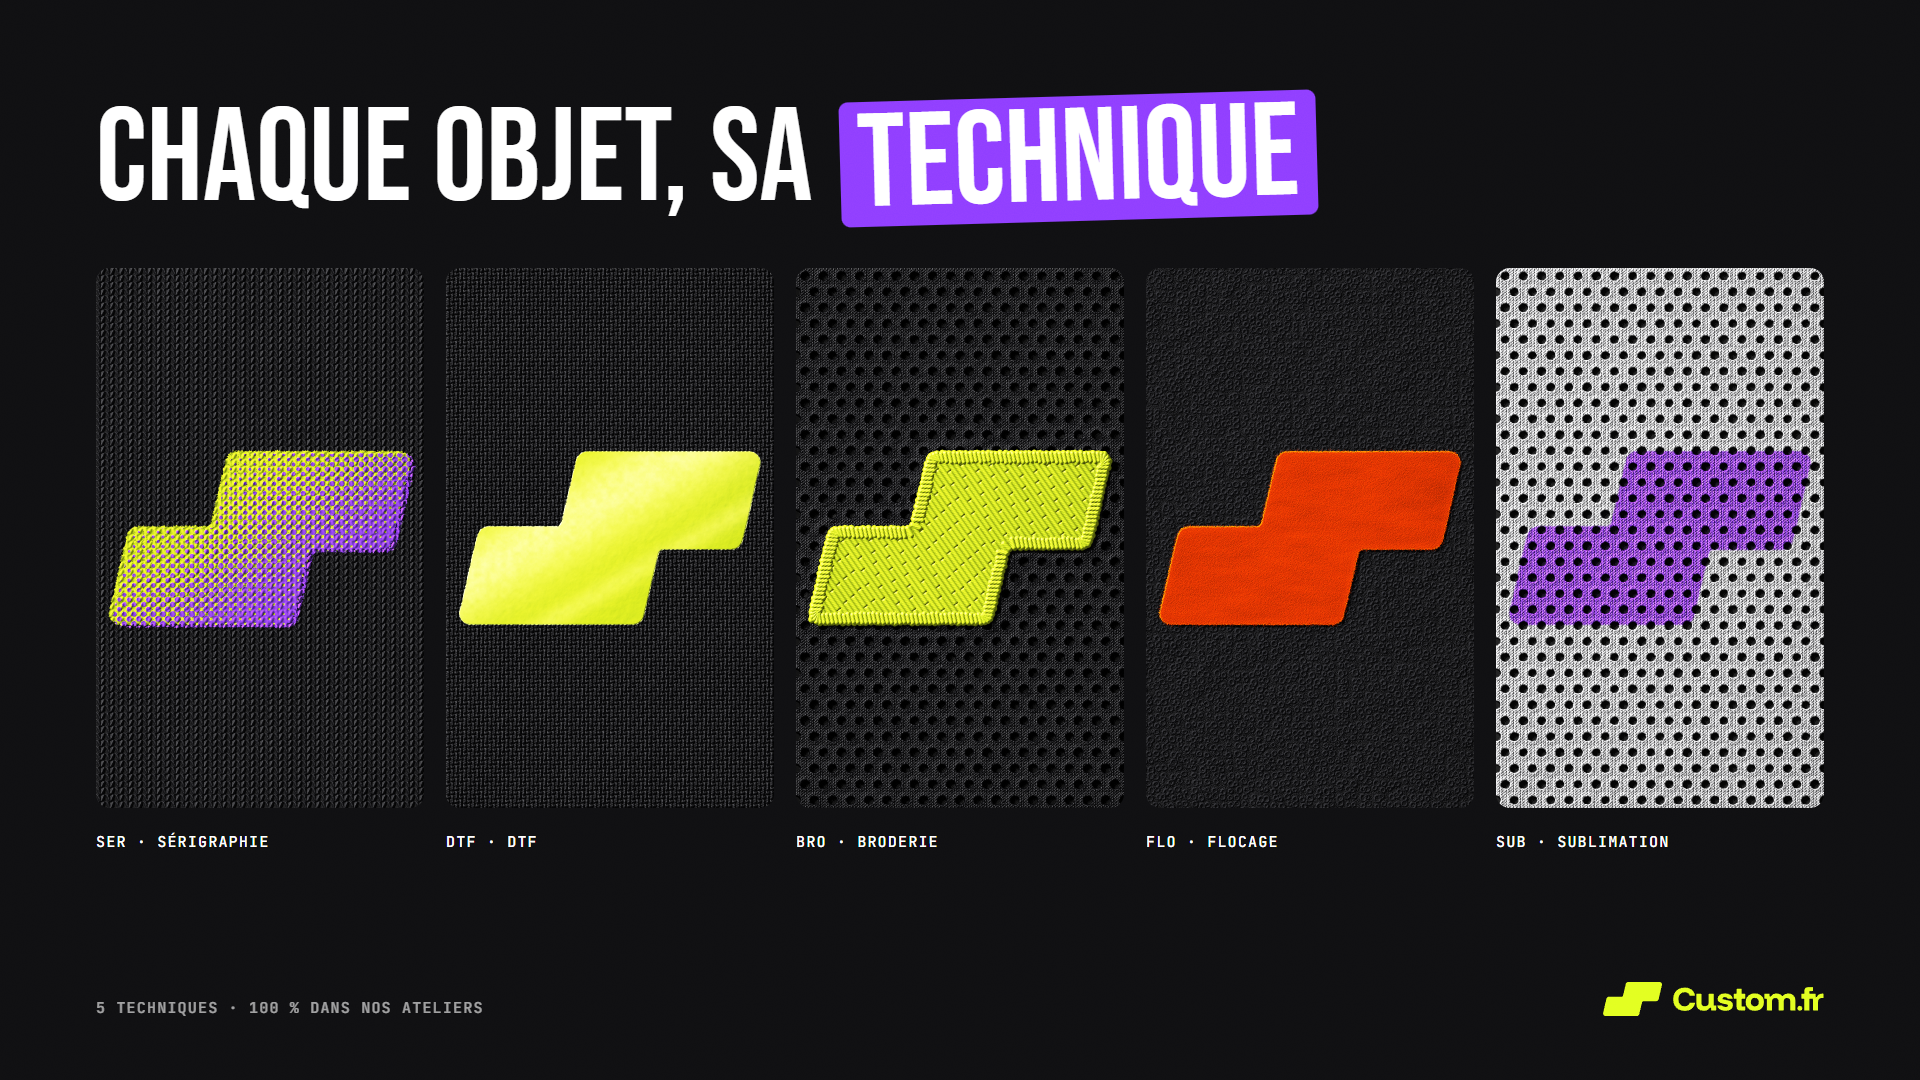 CHAQUE OBJET, SA TECHNIQUE
SER · SÉRIGRAPHIE
DTF · DTF
BRO · BRODERIE
FLO · FLOCAGE
SUB · SUBLIMATION
5 TECHNIQUES · 100 % DANS NOS ATELIERS
Custom.fr